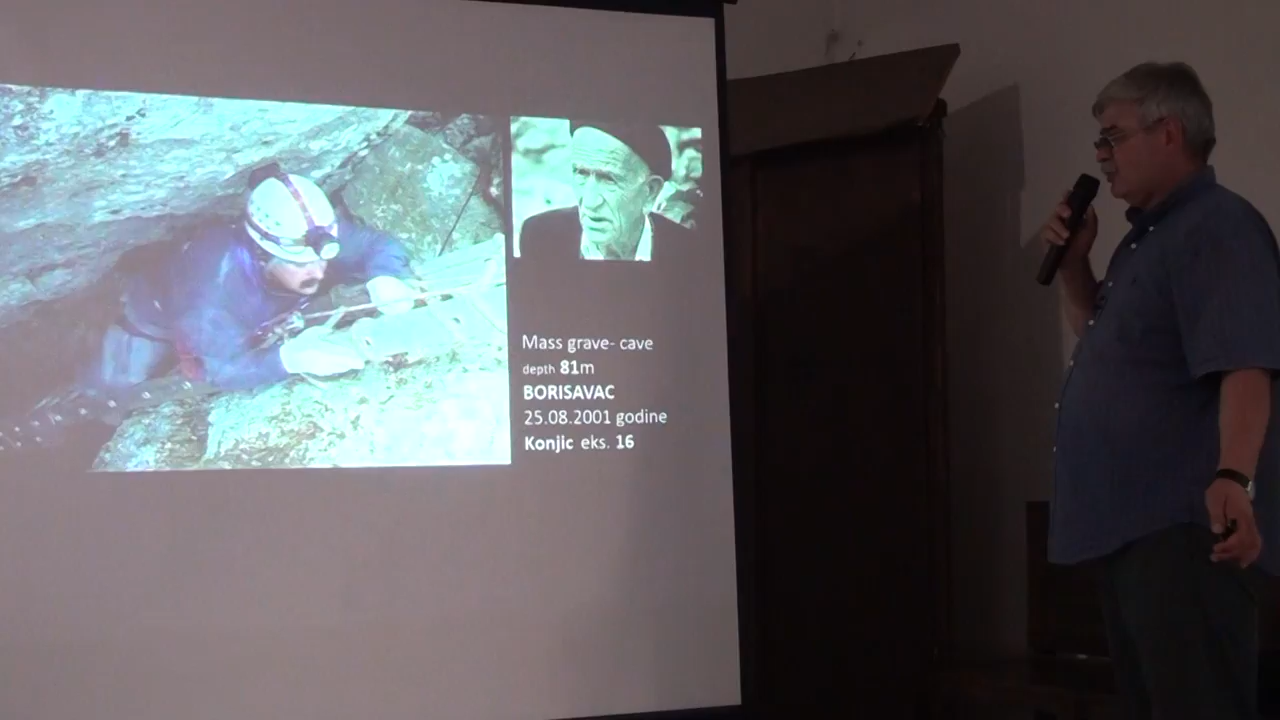 Mass grave- cave
depth 81m
BORISAVAC
25.08.2001 godine
Konjic eks. 16